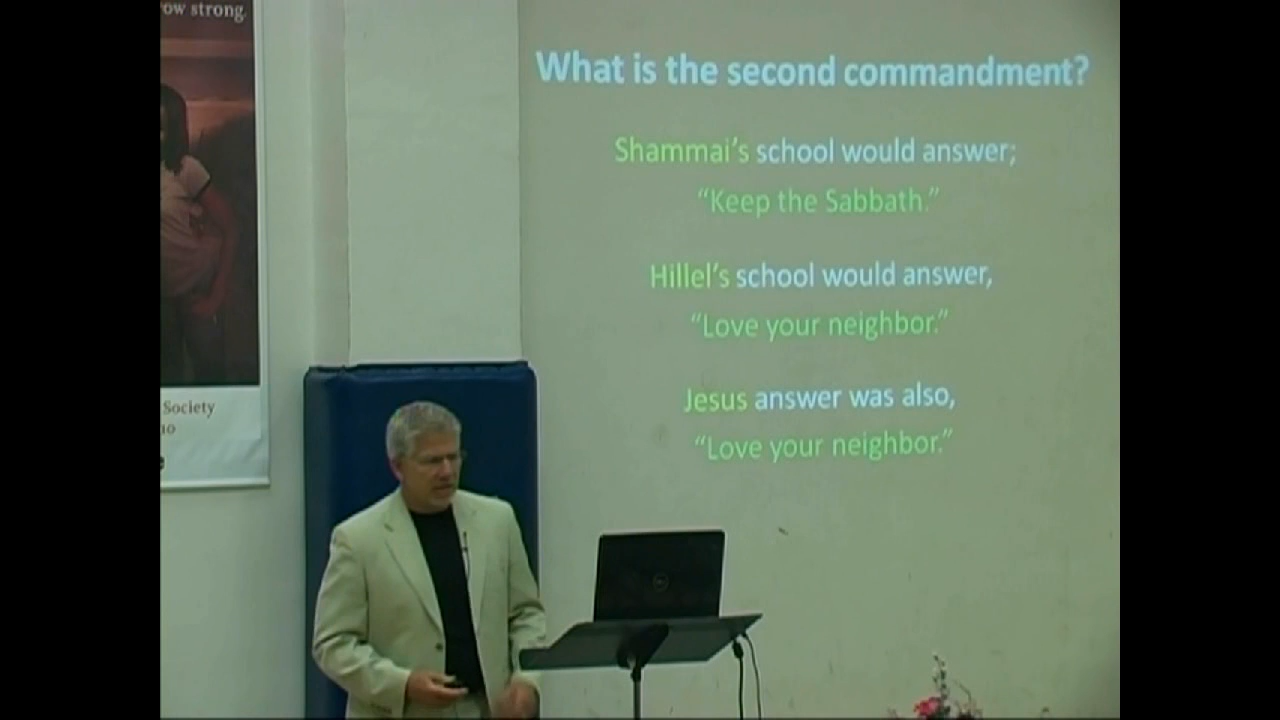 ow strong.
What is the second commandment?
Shammai's school would answer;
“Keep the Sabbath.”
Hillel's school would answer,
“Love your neighbor.”
Jesus answer was also,
“Love your neighbor.”
Society